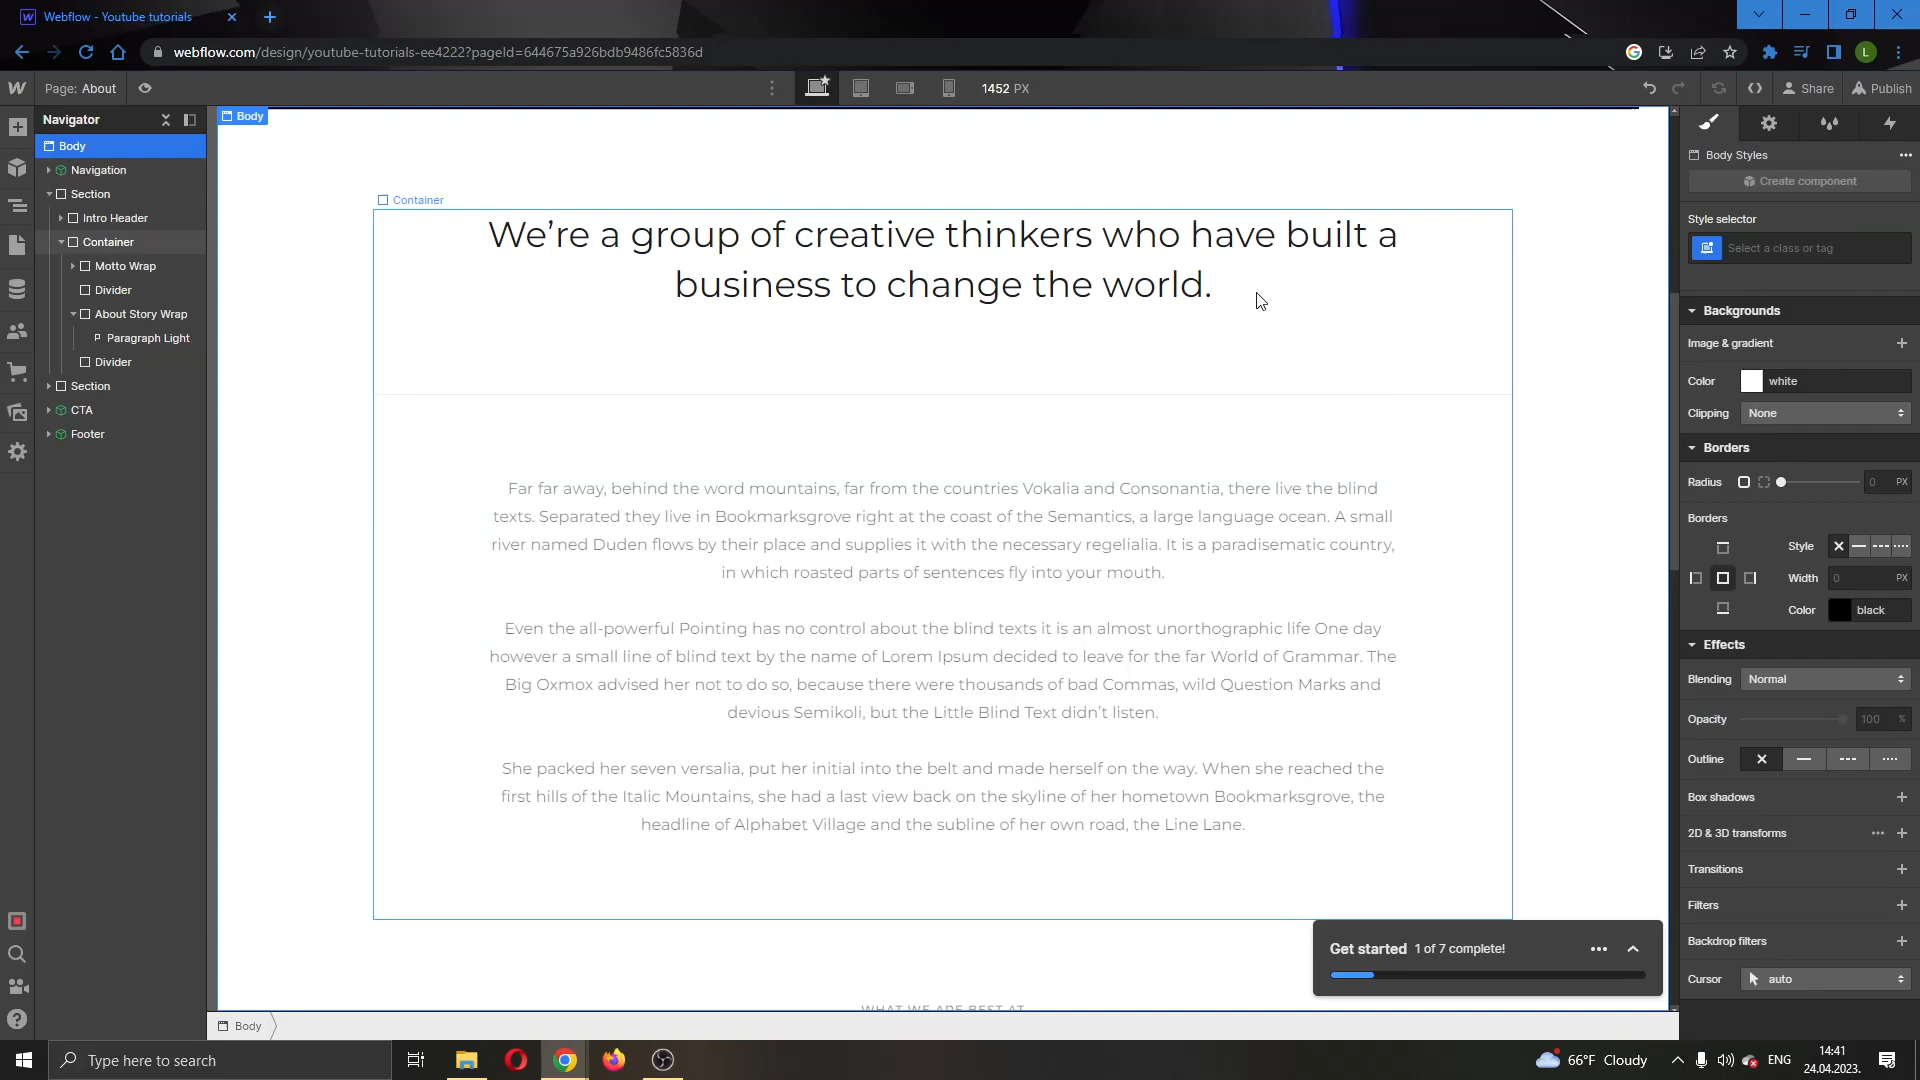 Webflow - Youtube tutorials
webflow.com/design/youtube-tutorials-ee4222?pageId=644675a926bdb9486fc5836d
L
Page: About
1452 PX
Share
Publish
Navigator
Body
Navigation
Section
Intro Header
Container
Motto Wrap
Divider
About Story Wrap
Paragraph Light
Divider
Section
CTA
Footer
Body
Container
We’re a group of creative thinkers who have built a
business to change the world.
Far far away, behind the word mountains, far from the countries Vokalia and Consonantia, there live the blind
texts. Separated they live in Bookmarksgrove right at the coast of the Semantics, a large language ocean. A small
river named Duden flows by their place and supplies it with the necessary regelialia. It is a paradisematic country,
in which roasted parts of sentences fly into your mouth.
Even the all-powerful Pointing has no control about the blind texts it is an almost unorthographic life One day
however a small line of blind text by the name of Lorem Ipsum decided to leave for the far World of Grammar. The
Big Oxmox advised her not to do so, because there were thousands of bad Commas, wild Question Marks and
devious Semikoli, but the Little Blind Text didn’t listen.
She packed her seven versalia, put her initial into the belt and made herself on the way. When she reached the
first hills of the Italic Mountains, she had a last view back on the skyline of her hometown Bookmarksgrove, the
headline of Alphabet Village and the subline of her own road, the Line Lane.
WHAT WE ARE BEST AT
Get started 1 of 7 complete!
Body
Body Styles
Create component
Style selector
Select a class or tag
Backgrounds
Image & gradient
Color white
Clipping None
Borders
Radius 0 PX
Borders
Style
Width 0 PX
Color black
Effects
Blending Normal
Opacity 100 %
Outline
Box shadows
2D & 3D transforms
Transitions
Filters
Backdrop filters
Cursor auto
Type here to search
66°F Cloudy
ENG
14:41
24.04.2023.